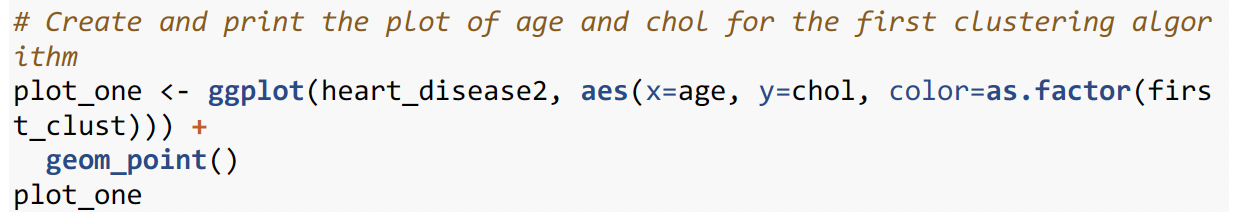 # Create and print the plot of age and chol for the first clustering algor
ithm
plot_one <- ggplot(heart_disease2, aes(x=age, y=chol, color=as.factor(firs
t_clust))) +
  geom_point()
plot_one